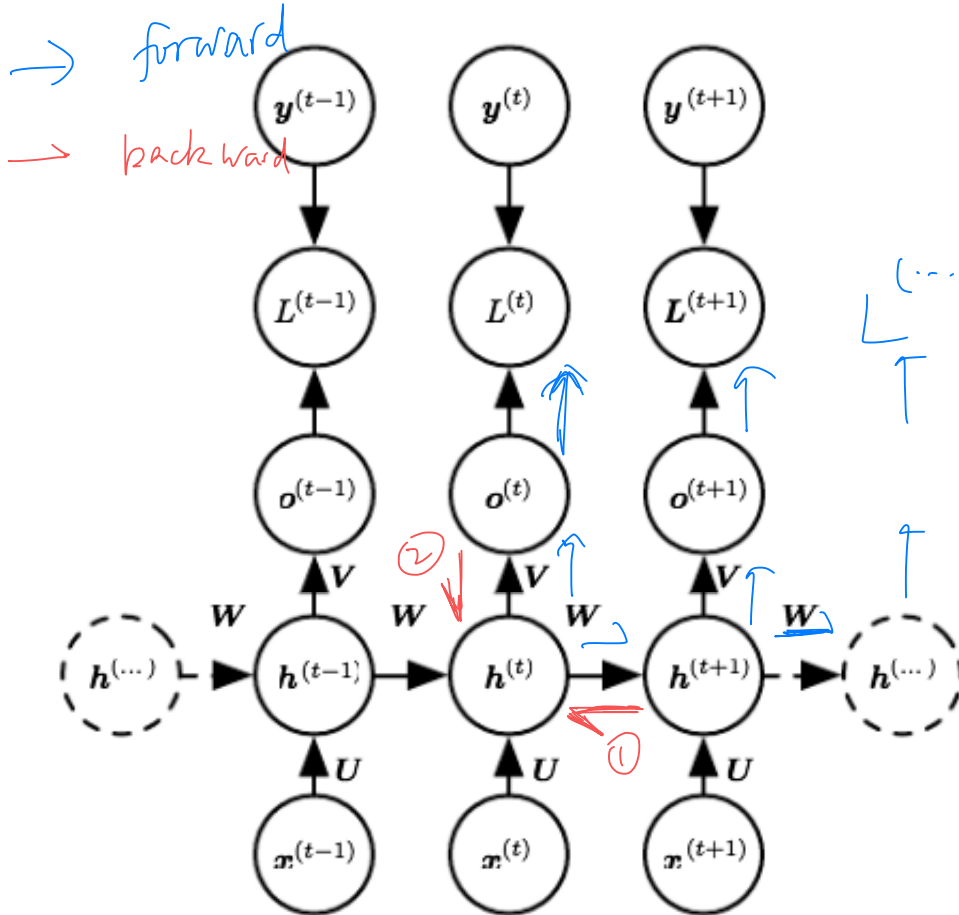 → forward
→ backward
y^(t−1) y^(t) y^(t+1)
L^(t−1) L^(t) L^(t+1) L^(...
o^(t−1) o^(t) o^(t+1)
②
V V V
W W W W
h^(...) h^(t−1) h^(t) h^(t+1) h^(...)
①
U U U
x^(t−1) x^(t) x^(t+1)